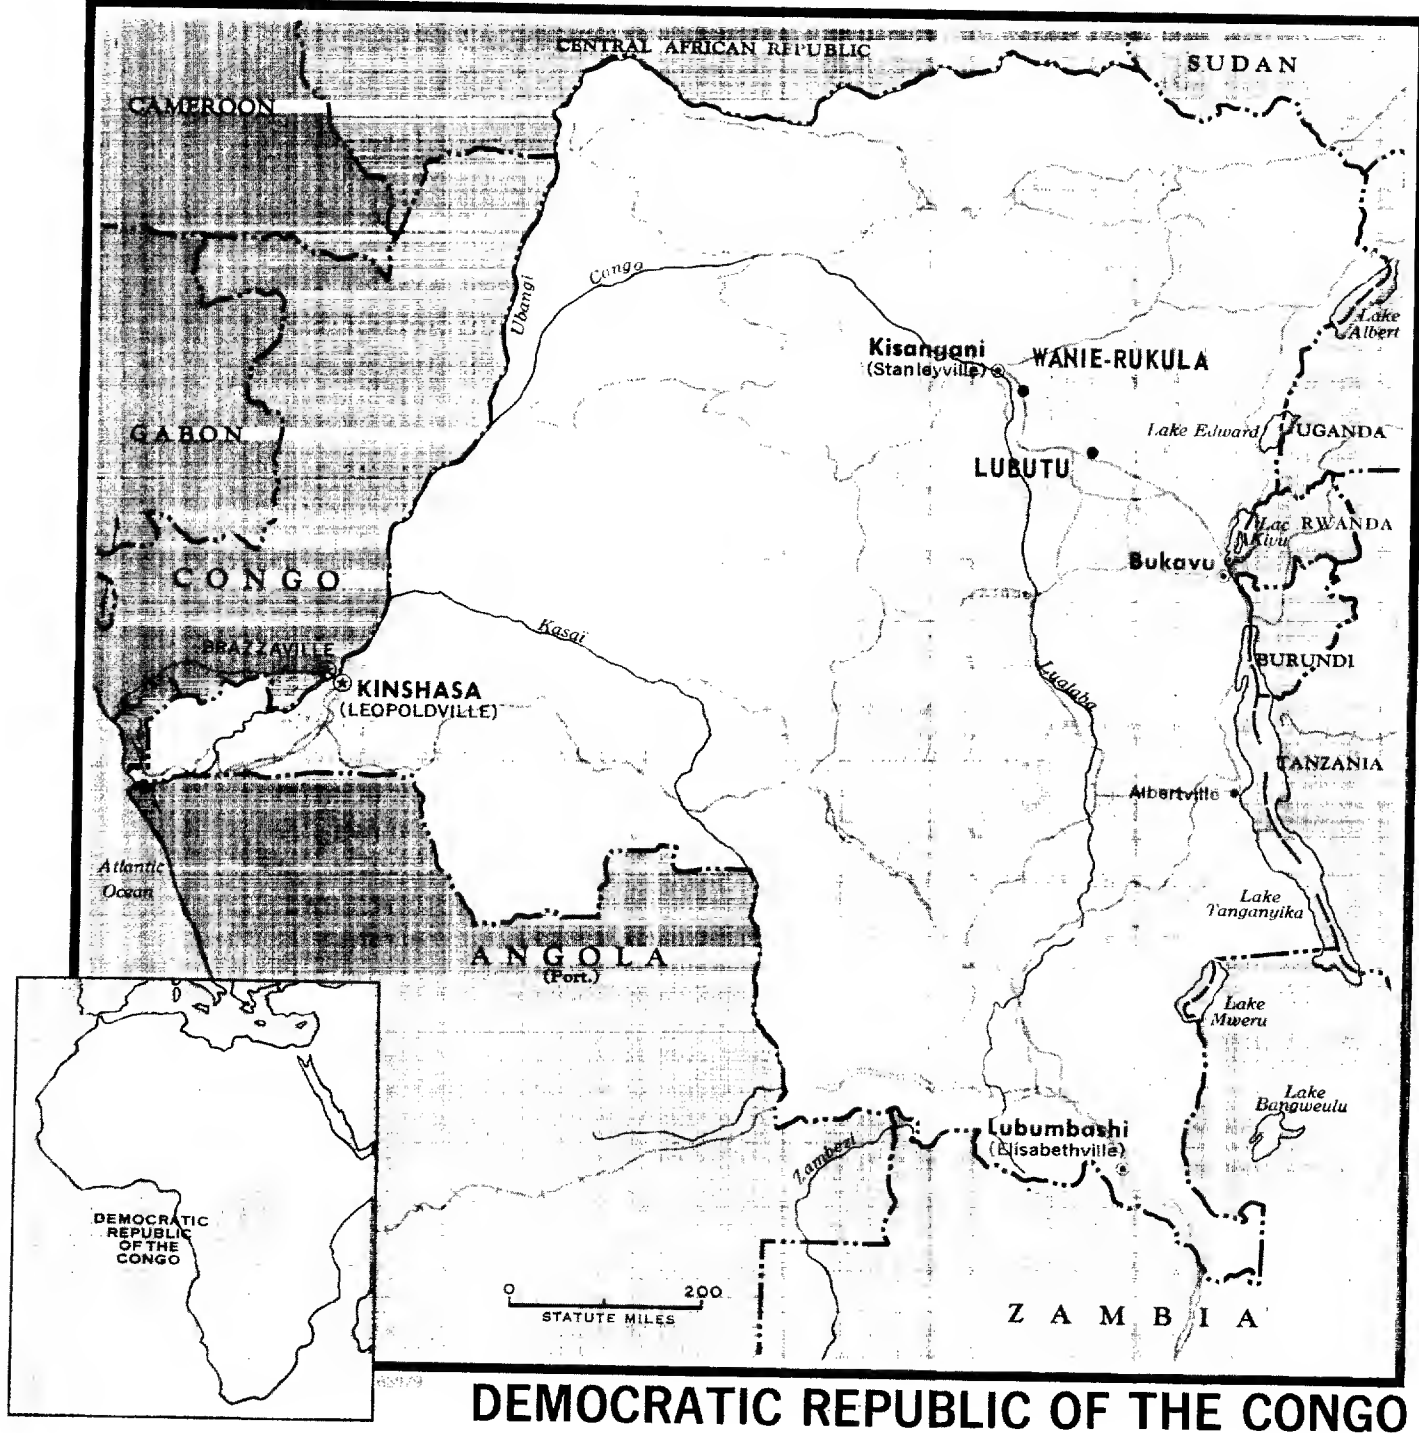 CENTRAL AFRICAN REPUBLIC
SUDAN
CAMEROON
Congo
Ubangi
Lake
Albert
Kisangani
(Stanleyville)
WANIE-RUKULA
GABON
Lake Edward
UGANDA
LUBUTU
Lac
Kivu
RWANDA
Bukavu
CONGO
Kasai
BRAZZAVILLE
BURUNDI
KINSHASA
(LEOPOLDVILLE)
Lualaba
TANZANIA
Albertville
Atlantic
Ocean
Lake
Tanganyika
ANGOLA
(Port.)
Lake
Mweru
Lake
Bangweulu
Lubumbashi
(Elisabethville)
Zambezi
DEMOCRATIC
REPUBLIC
OF THE
CONGO
0 200
STATUTE MILES
ZAMBIA
DEMOCRATIC REPUBLIC OF THE CONGO